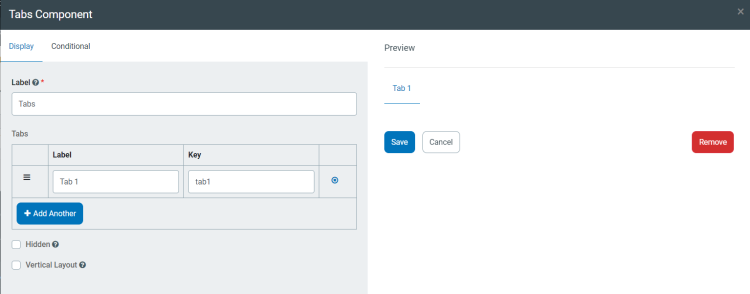 Tabs Component
×
Display Conditional
Label *
Tabs
Tabs
Label Key
Tab 1 tab1
+ Add Another
Hidden
Vertical Layout
Preview
Tab 1
Save Cancel Remove